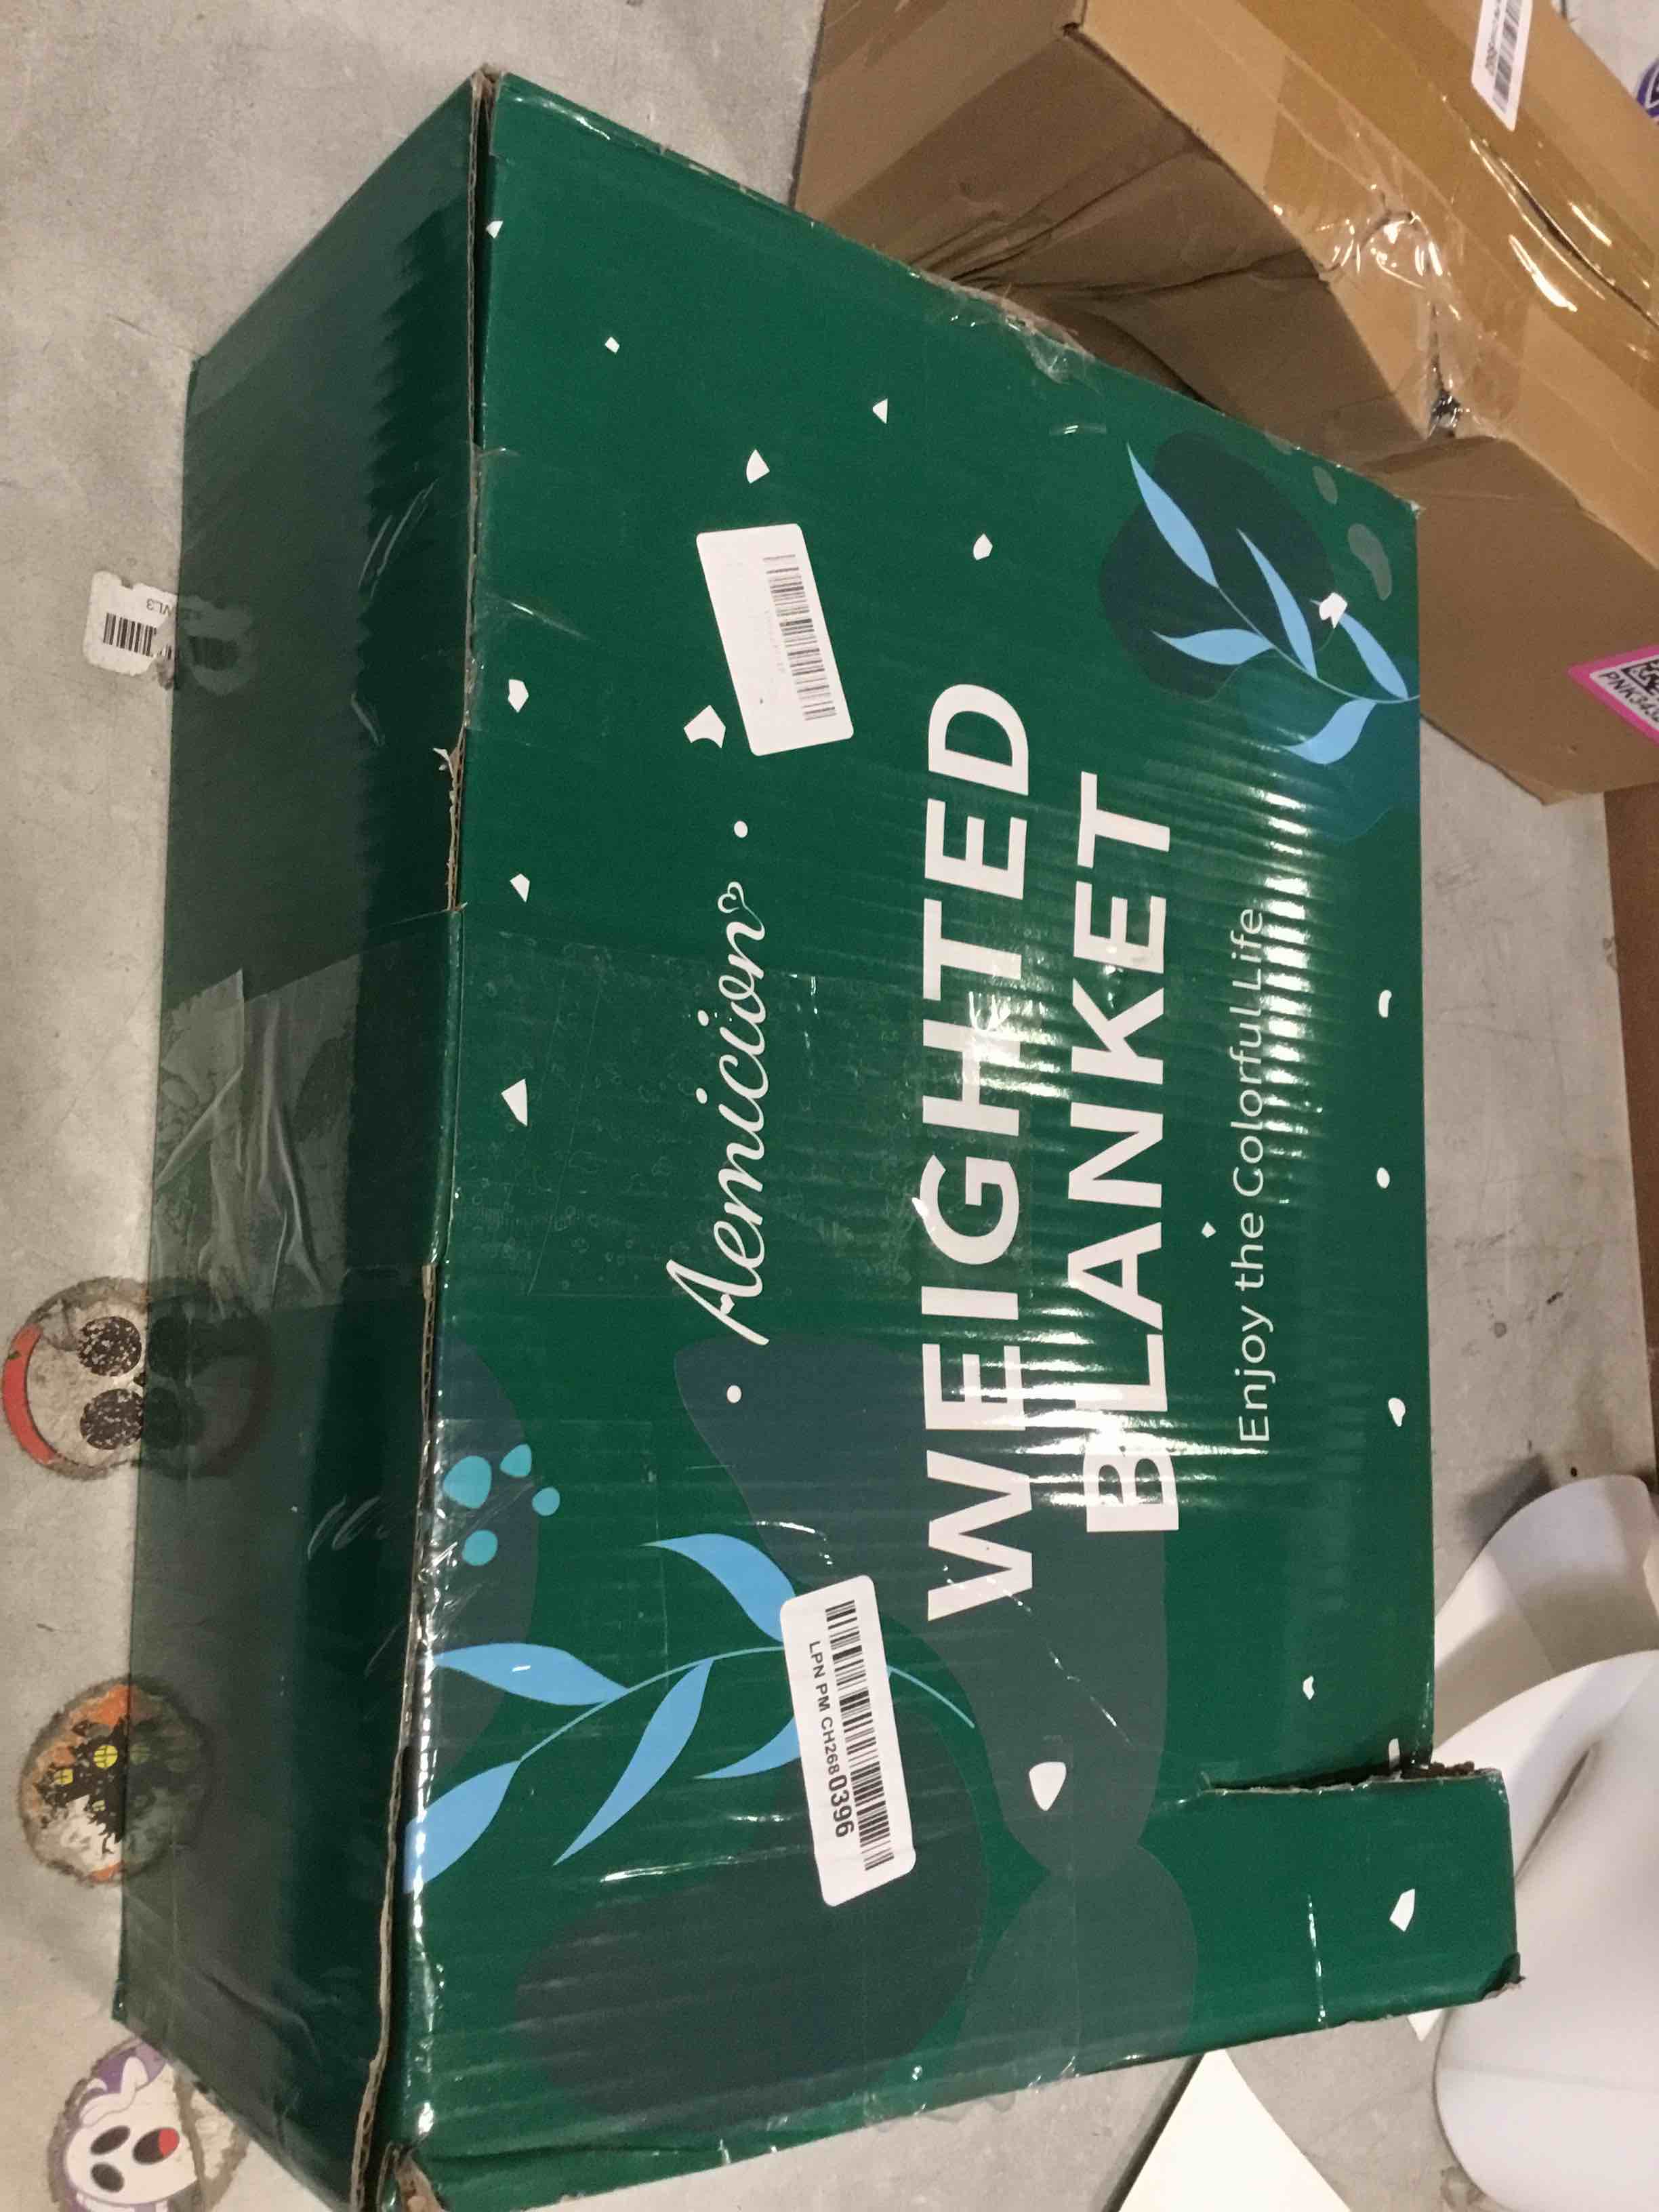 Aemicion
WEIGHTED
BLANKET
Enjoy the Colorful Life
LPN PM CH2680396